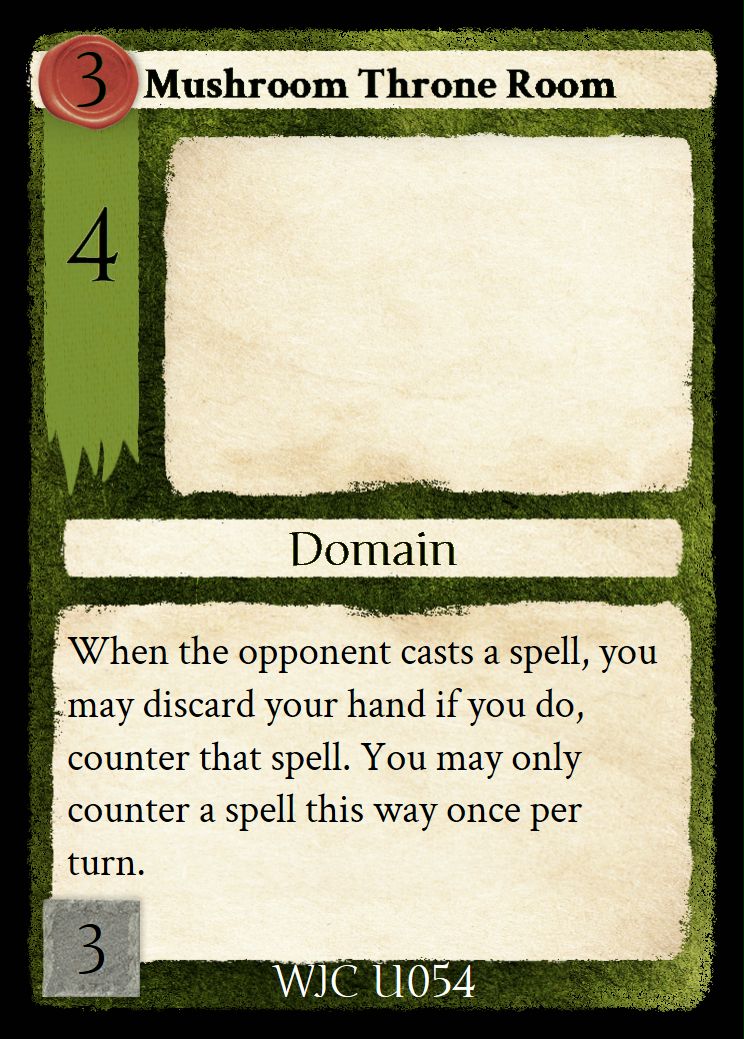 3
Mushroom Throne Room
4
Domain
When the opponent casts a spell, you
may discard your hand if you do,
counter that spell. You may only
counter a spell this way once per
turn.
3
WJC U054